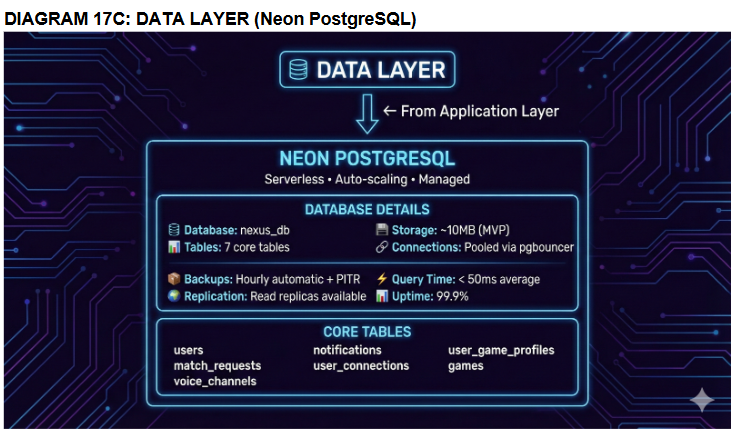 DIAGRAM 17C: DATA LAYER (Neon PostgreSQL)
DATA LAYER
← From Application Layer
NEON POSTGRESQL
Serverless • Auto-scaling • Managed
DATABASE DETAILS
Database: nexus_db
Storage: ~10MB (MVP)
Tables: 7 core tables
Connections: Pooled via pgbouncer
Backups: Hourly automatic + PITR
Query Time: < 50ms average
Replication: Read replicas available
Uptime: 99.9%
CORE TABLES
users notifications user_game_profiles
match_requests user_connections games
voice_channels